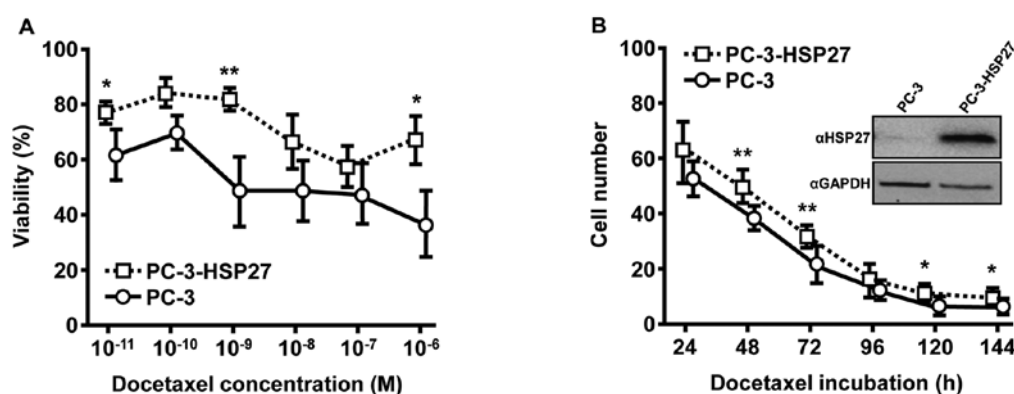 A
100
80
60
40
20
0
Viability (%)
*
**
*
PC-3-HSP27
PC-3
10-11
10-10
10-9
10-8
10-7
10-6
Docetaxel concentration (M)
B
100
80
60
40
20
0
Cell number
PC-3-HSP27
PC-3
**
**
*
*
PC-3
PC-3-HSP27
αHSP27
αGAPDH
24
48
72
96
120
144
Docetaxel incubation (h)